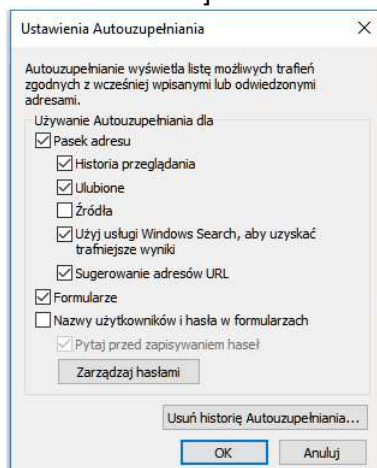 Ustawienia Autouzupełniania
Autouzupełnianie wyświetla listę możliwych trafień
zgodnych z wcześniej wpisanymi lub odwiedzonymi
adresami.
Używanie Autouzupełniania dla
Pasek adresu
Historia przeglądania
Ulubione
Źródła
Użyj usługi Windows Search, aby uzyskać
trafniejsze wyniki
Sugerowanie adresów URL
Formularze
Nazwy użytkowników i hasła w formularzach
Pytaj przed zapisywaniem haseł
Zarządzaj hasłami
Usuń historię Autouzupełniania...
OK Anuluj